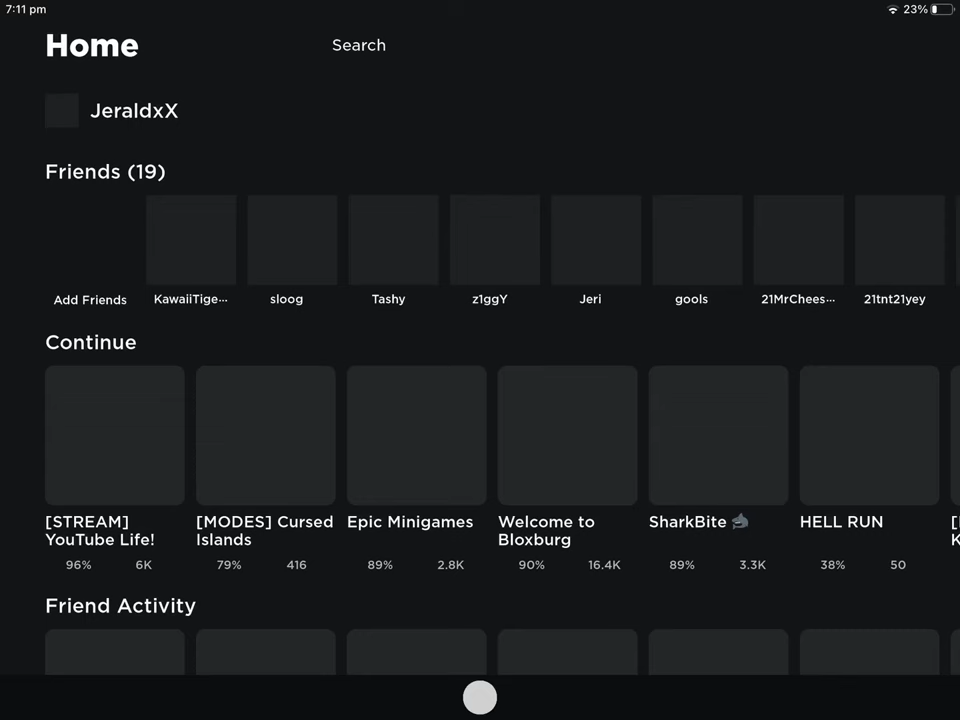 7:11 pm
23%
Home
Search
JeraldxX
Friends (19)
Add Friends
KawaiiTige...
sloog
Tashy
z1ggY
Jeri
gools
21MrChees...
21tnt21yey
Continue
[STREAM]
YouTube Life!
96% 6K
[MODES] Cursed
Islands
79% 416
Epic Minigames
89% 2.8K
Welcome to
Bloxburg
90% 16.4K
SharkBite 🦈
89% 3.3K
HELL RUN
38% 50
Friend Activity